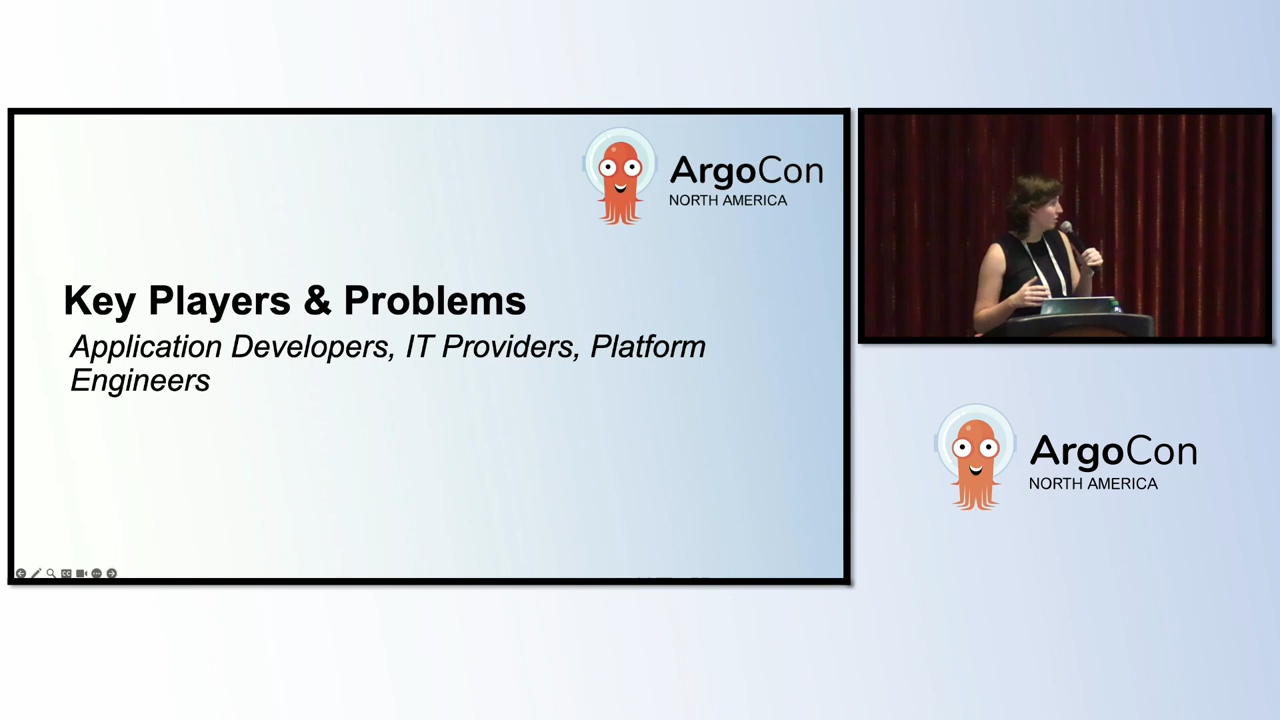 ArgoCon
NORTH AMERICA
Key Players & Problems
Application Developers, IT Providers, Platform
Engineers
ArgoCon
NORTH AMERICA